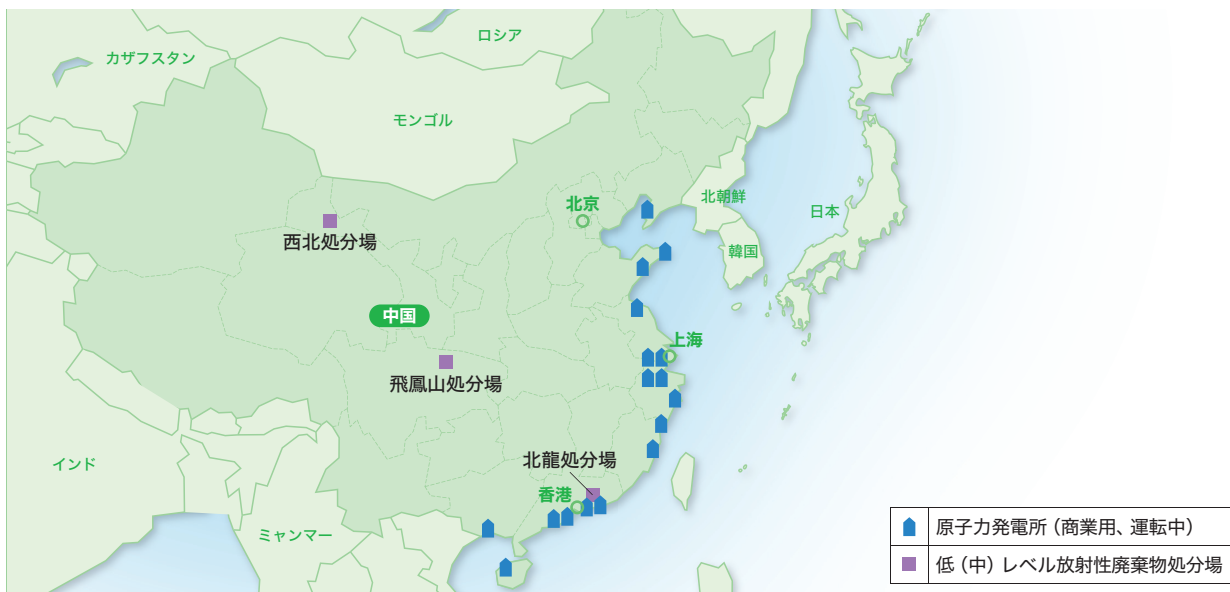 ロシア
カザフスタン
モンゴル
北京
北朝鮮
日本
西北処分場
韓国
中国
上海
飛鳳山処分場
北龍処分場
インド
香港
ミャンマー
原子力発電所（商業用、運転中）
低（中）レベル放射性廃棄物処分場